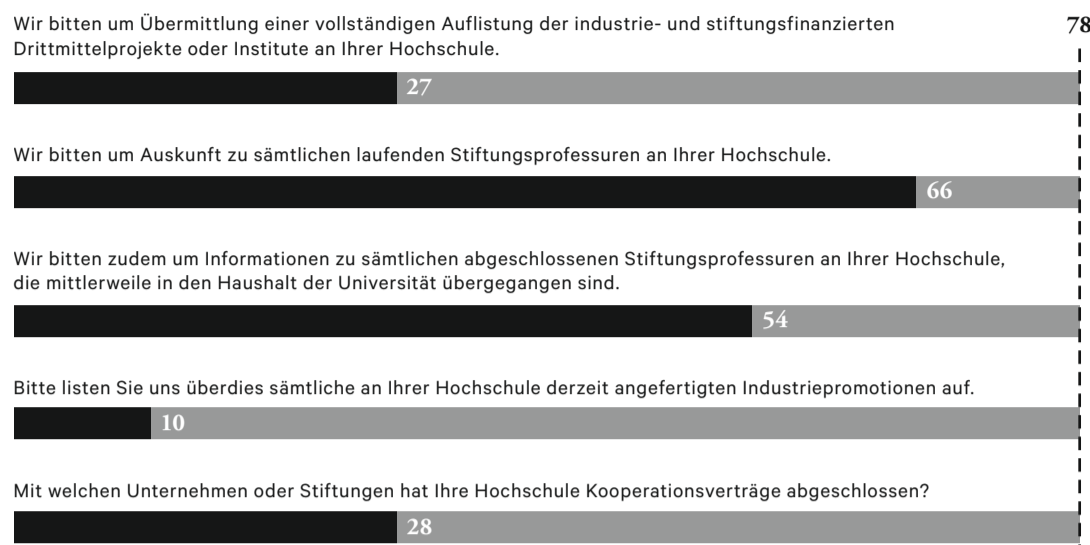 Wir bitten um Übermittlung einer vollständigen Auflistung der industrie- und stiftungsfinanzierten
Drittmittelprojekte oder Institute an Ihrer Hochschule.
78
27
Wir bitten um Auskunft zu sämtlichen laufenden Stiftungsprofessuren an Ihrer Hochschule.
66
Wir bitten zudem um Informationen zu sämtlichen abgeschlossenen Stiftungsprofessuren an Ihrer Hochschule,
die mittlerweile in den Haushalt der Universität übergegangen sind.
54
Bitte listen Sie uns überdies sämtliche an Ihrer Hochschule derzeit angefertigten Industriepromotionen auf.
10
Mit welchen Unternehmen oder Stiftungen hat Ihre Hochschule Kooperationsverträge abgeschlossen?
28